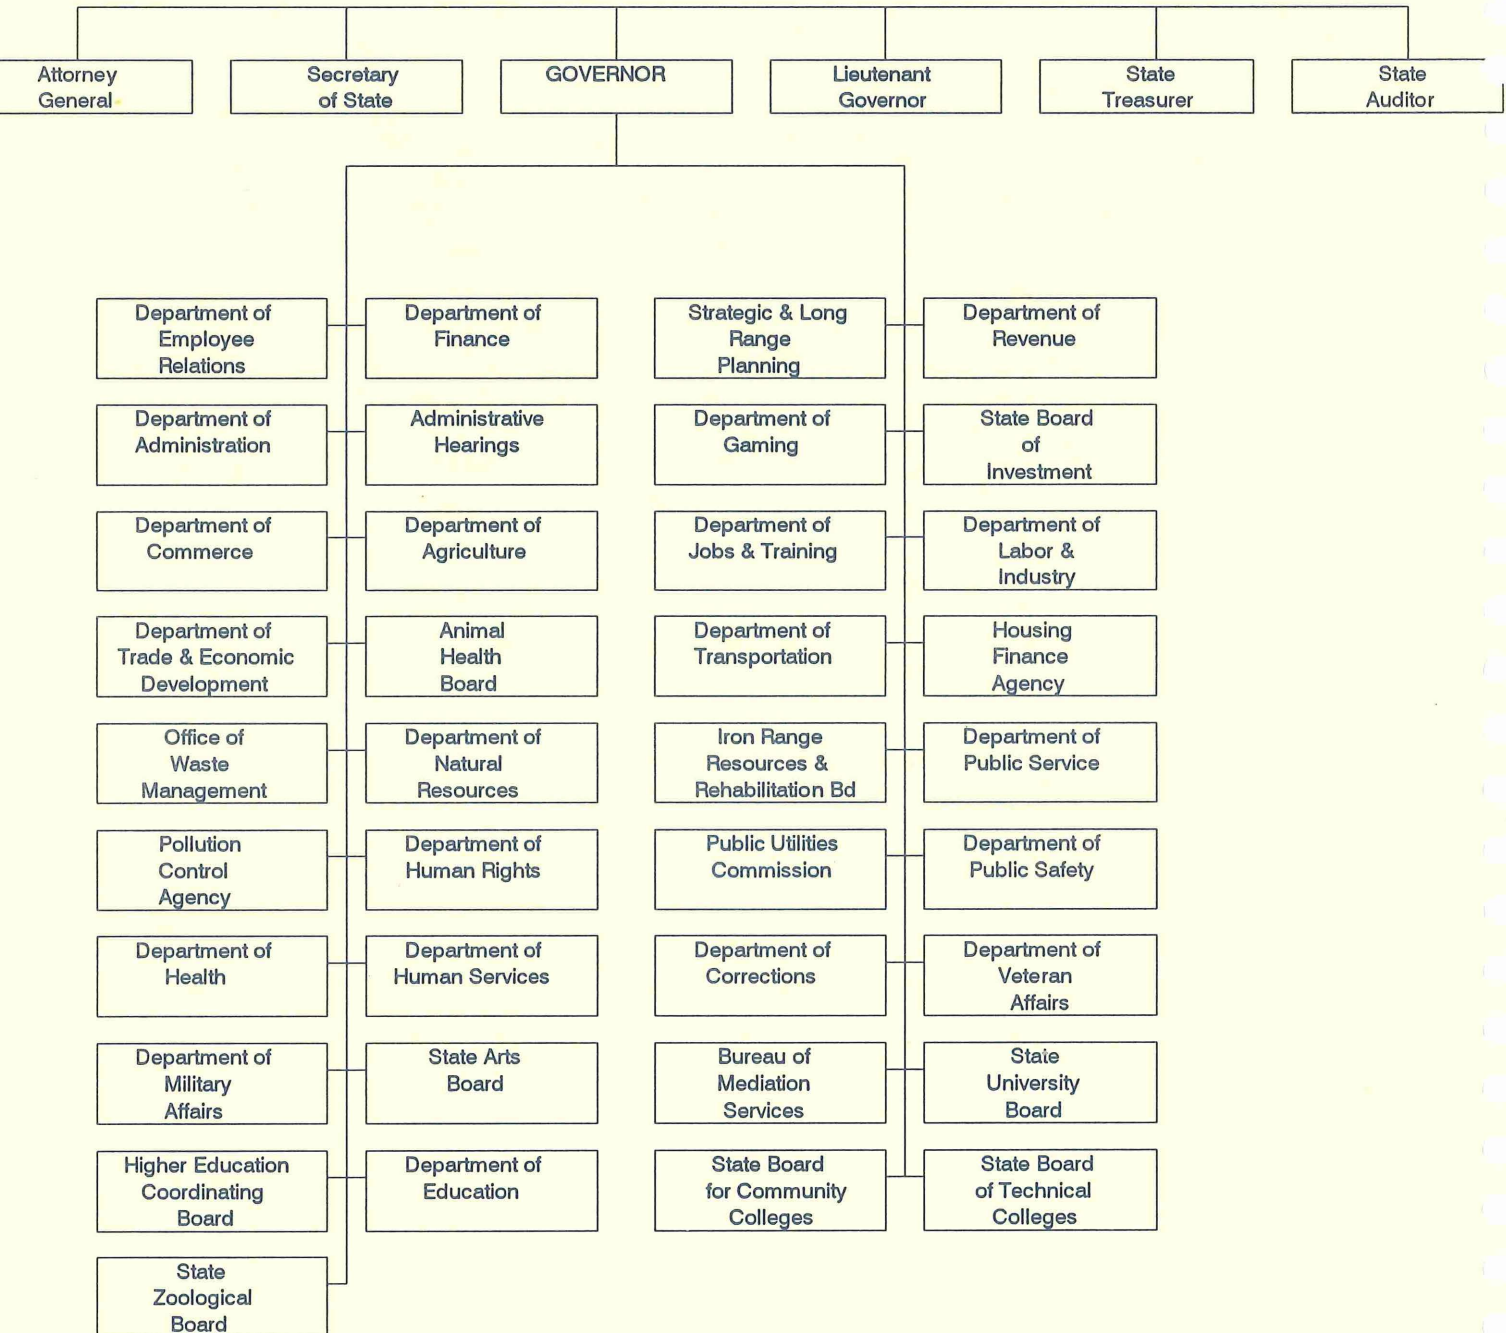 Attorney
General
Secretary
of State
GOVERNOR
Lieutenant
Governor
State
Treasurer
State
Auditor
Department of
Employee
Relations
Department of
Finance
Strategic & Long
Range
Planning
Department of
Revenue
Department of
Administration
Administrative
Hearings
Department of
Gaming
State Board
of
Investment
Department of
Commerce
Department of
Agriculture
Department of
Jobs & Training
Department of
Labor &
Industry
Department of
Trade & Economic
Development
Animal
Health
Board
Department of
Transportation
Housing
Finance
Agency
Office of
Waste
Management
Department of
Natural
Resources
Iron Range
Resources &
Rehabilitation Bd
Department of
Public Service
Pollution
Control
Agency
Department of
Human Rights
Public Utilities
Commission
Department of
Public Safety
Department of
Health
Department of
Human Services
Department of
Corrections
Department of
Veteran
Affairs
Department of
Military
Affairs
State Arts
Board
Bureau of
Mediation
Services
State
University
Board
Higher Education
Coordinating
Board
Department of
Education
State Board
for Community
Colleges
State Board
of Technical
Colleges
State
Zoological
Board